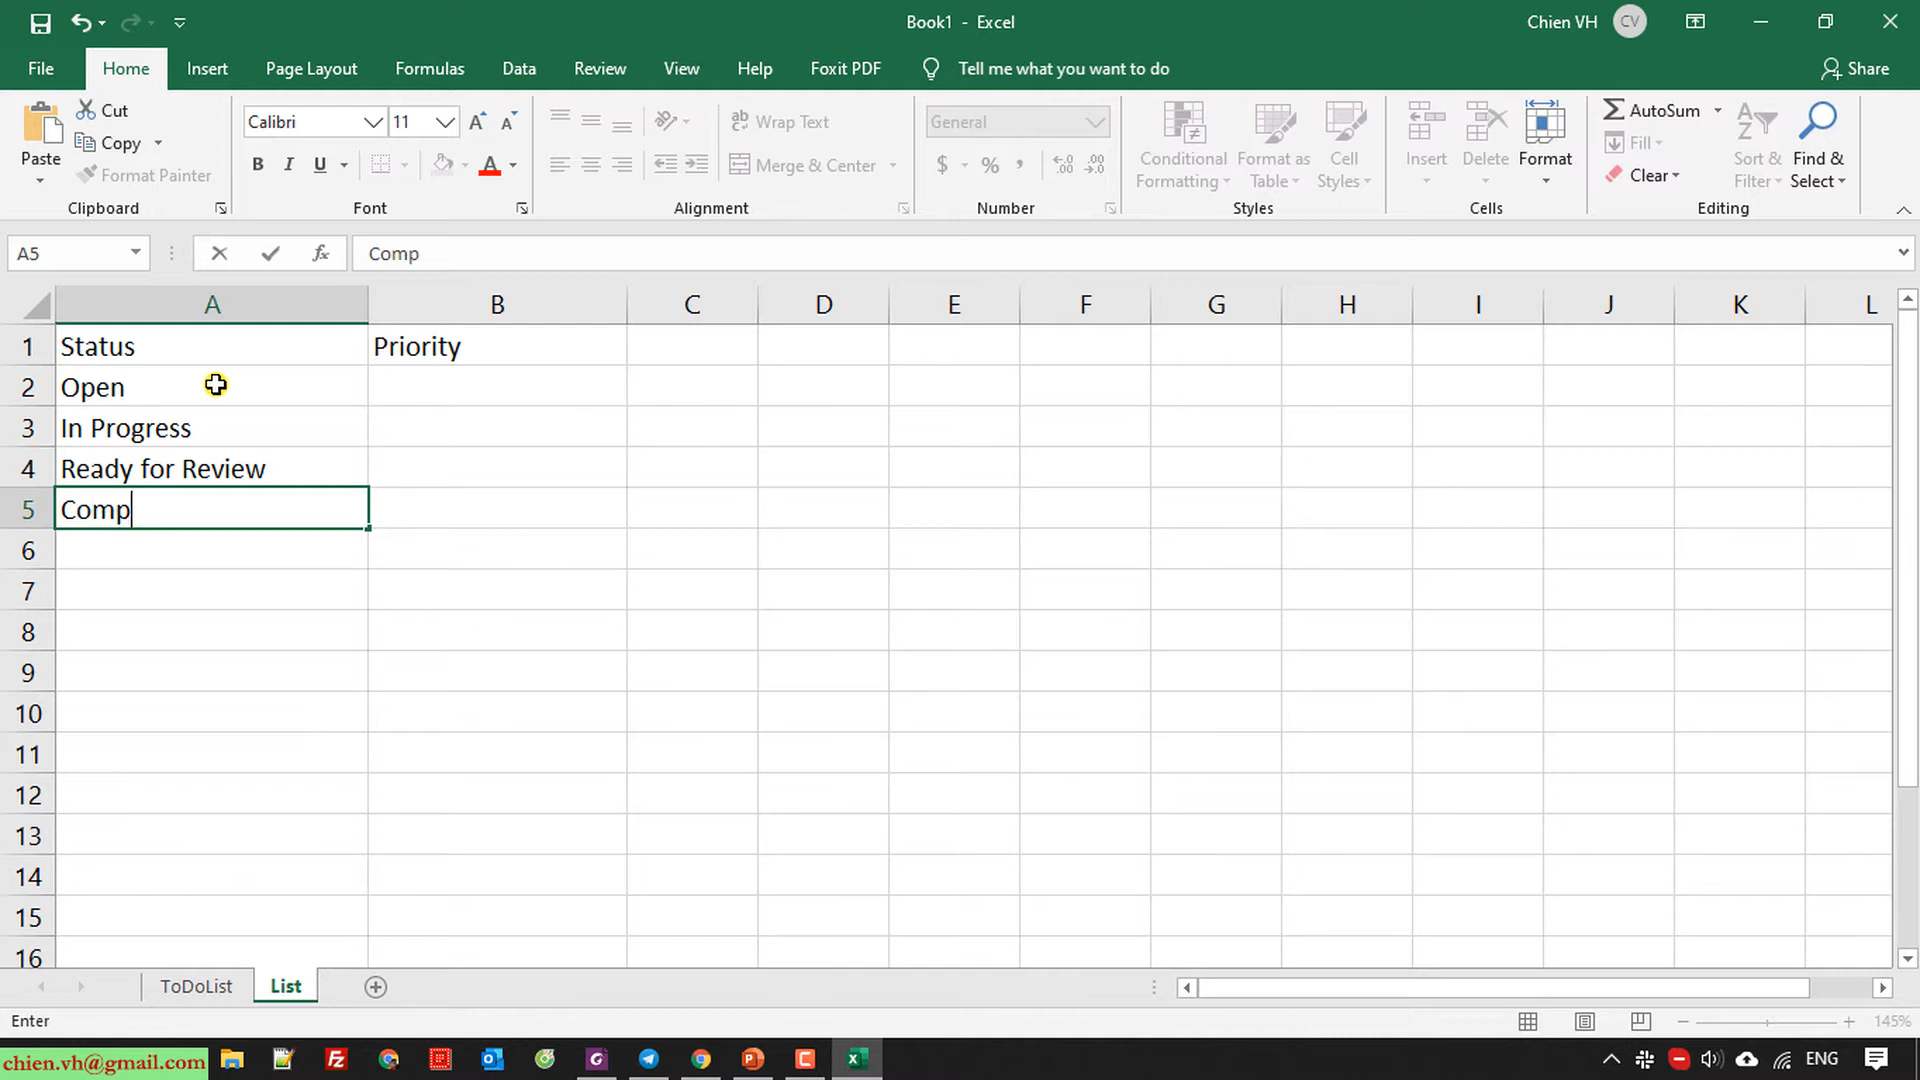 Book1 - Excel
Chien VH
CV
File
Home
Insert
Page Layout
Formulas
Data
Review
View
Help
Foxit PDF
Tell me what you want to do
Share
Paste
Cut
Copy
Format Painter
Clipboard
Calibri
11
A
A
B
I
U
A
Font
ab
Wrap Text
Merge & Center
Alignment
General
$
%
,
Number
Conditional
Formatting
Format as
Table
Cell
Styles
Styles
Insert
Delete
Format
Cells
AutoSum
Fill
Clear
Sort &
Filter
Find &
Select
Editing
A5
fx
Comp
A B C D E F G H I J K L
1 Status Priority
2 Open
3 In Progress
4 Ready for Review
5 Comp
6
7
8
9
10
11
12
13
14
15
16
ToDoList
List
Enter
145%
chien.vh@gmail.com
ENG